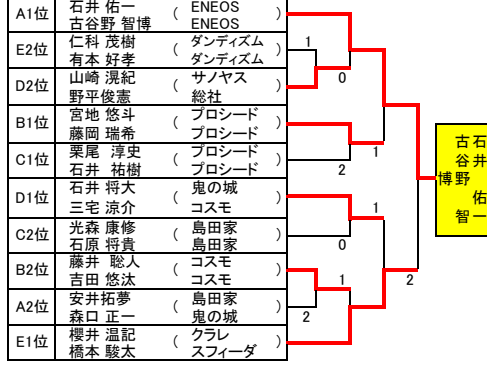 A1位 石井 佑一 ( ENEOS )
古谷野 智博 ENEOS
E2位 仁科 茂樹 ( ダンディズム ) 1
有本 好孝 ダンディズム
D2位 山崎 滉紀 ( サノヤス ) 0
野平俊憲 総社
B1位 宮地 悠斗 ( プロシード )
藤岡 瑞希 プロシード
1
C1位 栗尾 淳史 ( プロシード )
石井 祐樹 プロシード 2
古石
谷井
博野
佑
智一
D1位 石井 将大 ( 鬼の城 )
三宅 涼介 コスモ 1
C2位 光森 康修 ( 島田家 )
石原 将貴 島田家 0
B2位 藤井 聡人 ( コスモ )
吉田 悠汰 コスモ 1 2
A2位 安井拓夢 ( 島田家 )
森口 正一 鬼の城 2
E1位 櫻井 温記 ( クラレ )
橋本 駿太 スフィーダ